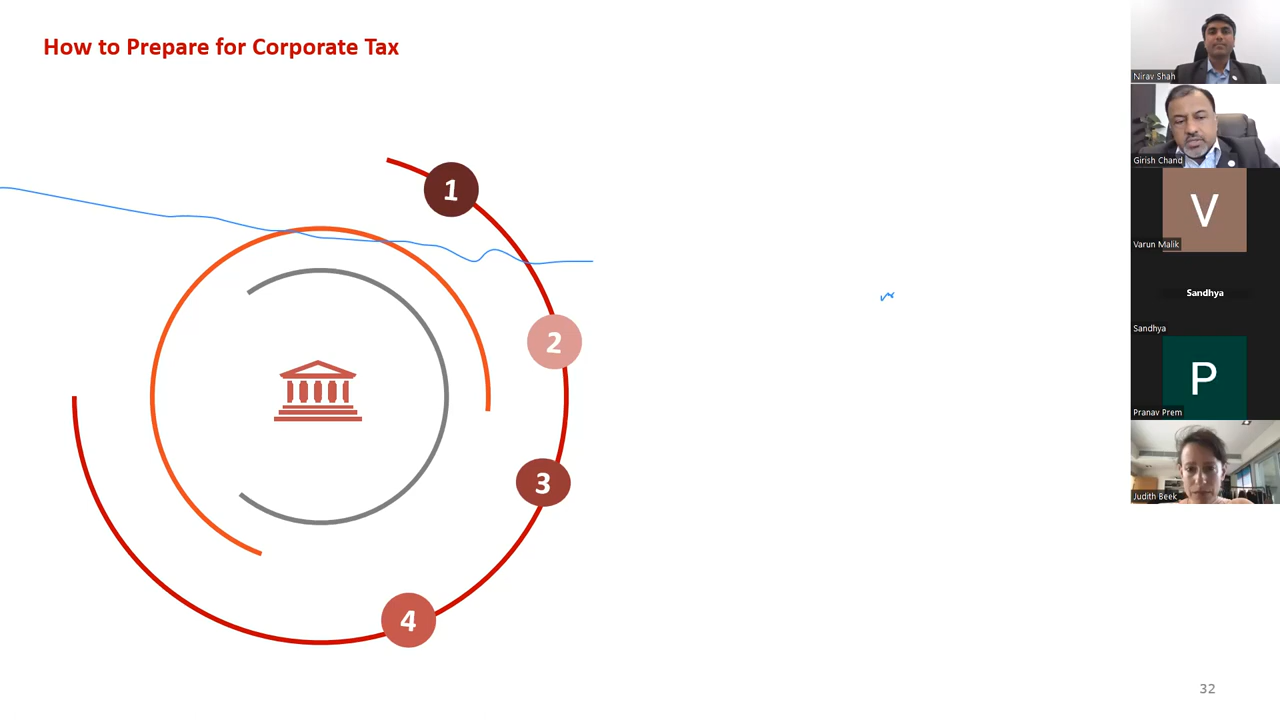 How to Prepare for Corporate Tax
1
2
3
4
32
Nirav Shah
Girish Chand
V
Varun Malik
Sandhya
Sandhya
P
Pranav Prem
Judith Beek